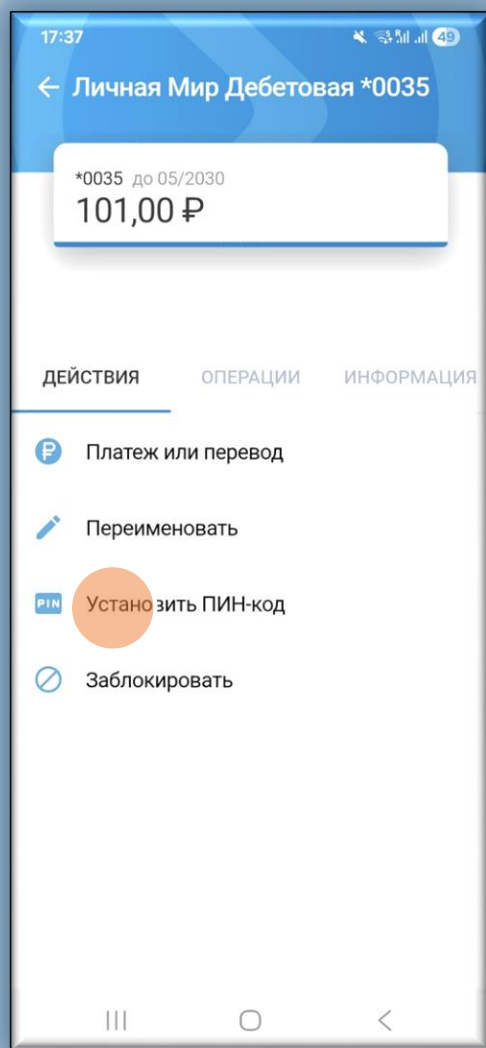 17:37
49
Личная Мир Дебетовая *0035
*0035 до 05/2030
101,00 ₽
ДЕЙСТВИЯ ОПЕРАЦИИ ИНФОРМАЦИЯ
Платеж или перевод
Переименовать
PIN Установить ПИН-код
Заблокировать